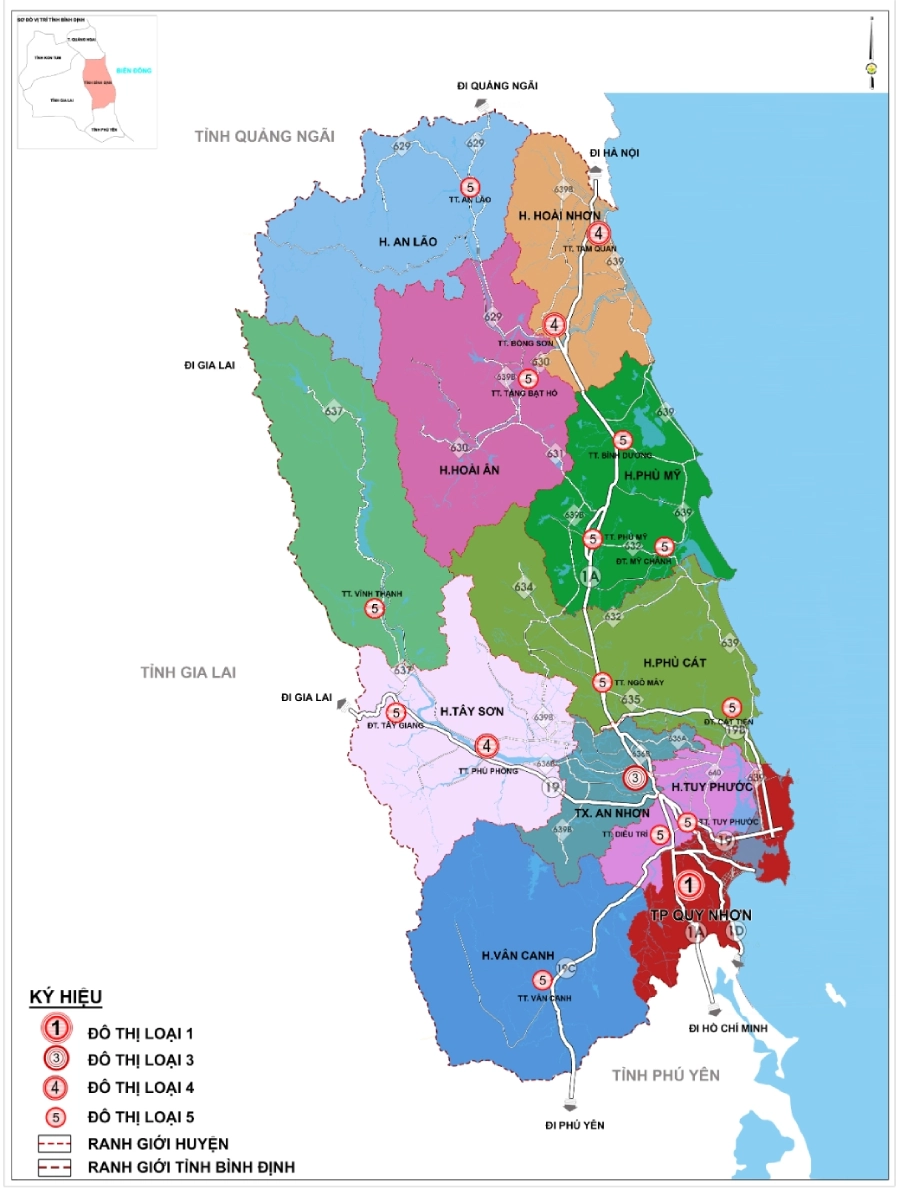 SƠ ĐỒ VỊ TRÍ TỈNH BÌNH ĐỊNH
T. QUẢNG NGÃI
TỈNH KON TUM
BIỂN ĐÔNG
TỈNH BÌNH ĐỊNH
TỈNH GIA LAI
TỈNH PHÚ YÊN
ĐI QUẢNG NGÃI
TỈNH QUẢNG NGÃI
629
629
ĐI HÀ NỘI
5
639B
TT. AN LÃO
H. HOÀI NHƠN
4
H. AN LÃO
TT. TAM QUAN
639
629
4
TT. BỒNG SƠN
ĐI GIA LAI
630
639B
5
TT. TĂNG BẠT HỔ
637
639
5
630
631
TT. BÌNH DƯƠNG
H.HOÀI ÂN
H.PHÙ MỸ
639B
639
5
TT. PHÙ MỸ
632
5
ĐT. MỸ CHÁNH
1A
634
TT. VĨNH THẠNH
5
632
639
H.PHÙ CÁT
TỈNH GIA LAI
637
5
TT. NGÔ MÂY
ĐI GIA LAI
635
5
H.TÂY SƠN
639B
5
ĐT. TÂY GIANG
ĐT. CÁT TIẾN
19B
636A
4
636B
636B
TT. PHÚ PHONG
3
640
639
19
H.TUY PHƯỚC
TX. AN NHƠN
5
TT. TUY PHƯỚC
639B
TT. DIÊU TRÌ
5
19
1
TP QUY NHƠN
1A
1D
H.VÂN CANH
19C
5
TT. VÂN CANH
KÝ HIỆU
1
ĐÔ THỊ LOẠI 1
ĐI HỒ CHÍ MINH
3
ĐÔ THỊ LOẠI 3
TỈNH PHÚ YÊN
4
ĐÔ THỊ LOẠI 4
5
ĐÔ THỊ LOẠI 5
ĐI PHÚ YÊN
RANH GIỚI HUYỆN
RANH GIỚI TỈNH BÌNH ĐỊNH